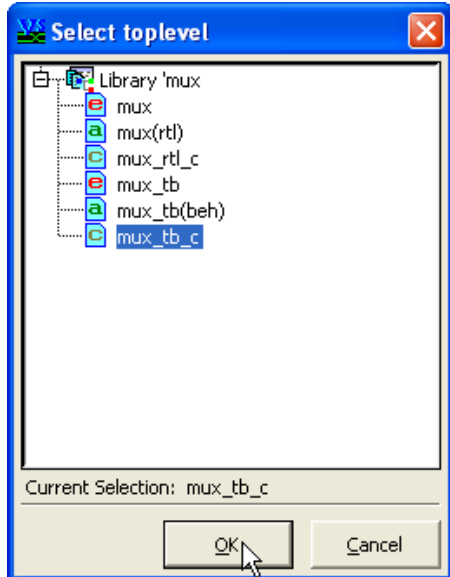 Select toplevel
Library 'mux
e mux
a mux(rtl)
c mux_rtl_c
e mux_tb
a mux_tb(beh)
c mux_tb_c
Current Selection: mux_tb_c
OK Cancel